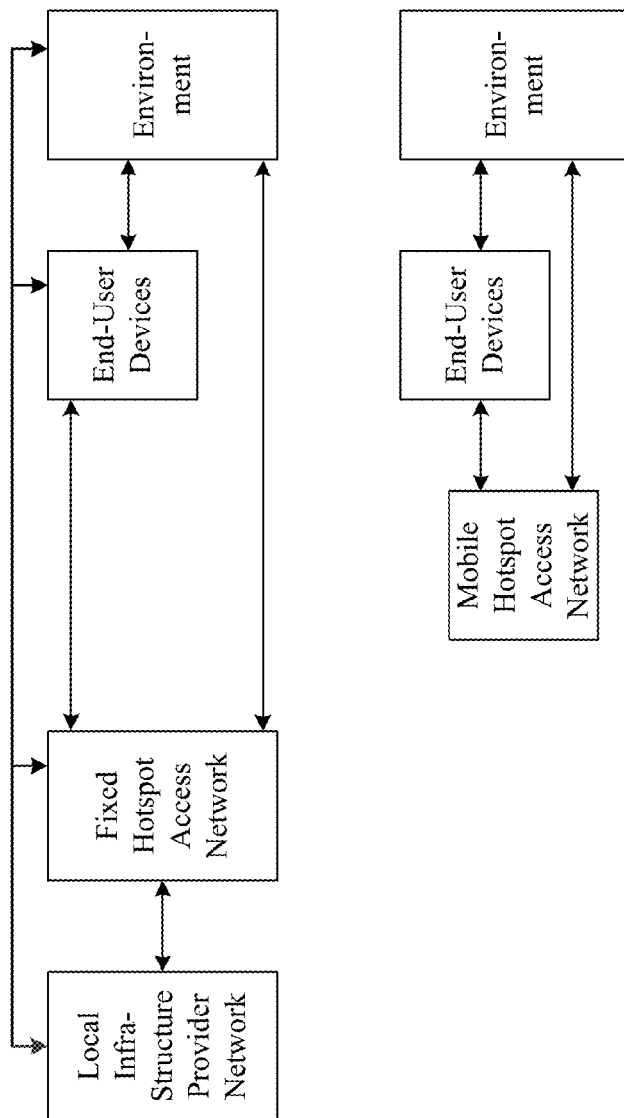 Local
Infra-
Structure
Provider
Network
Fixed
Hotspot
Access
Network
End-User
Devices
Environ-
ment
Mobile
Hotspot
Access
Network
End-User
Devices
Environ-
ment